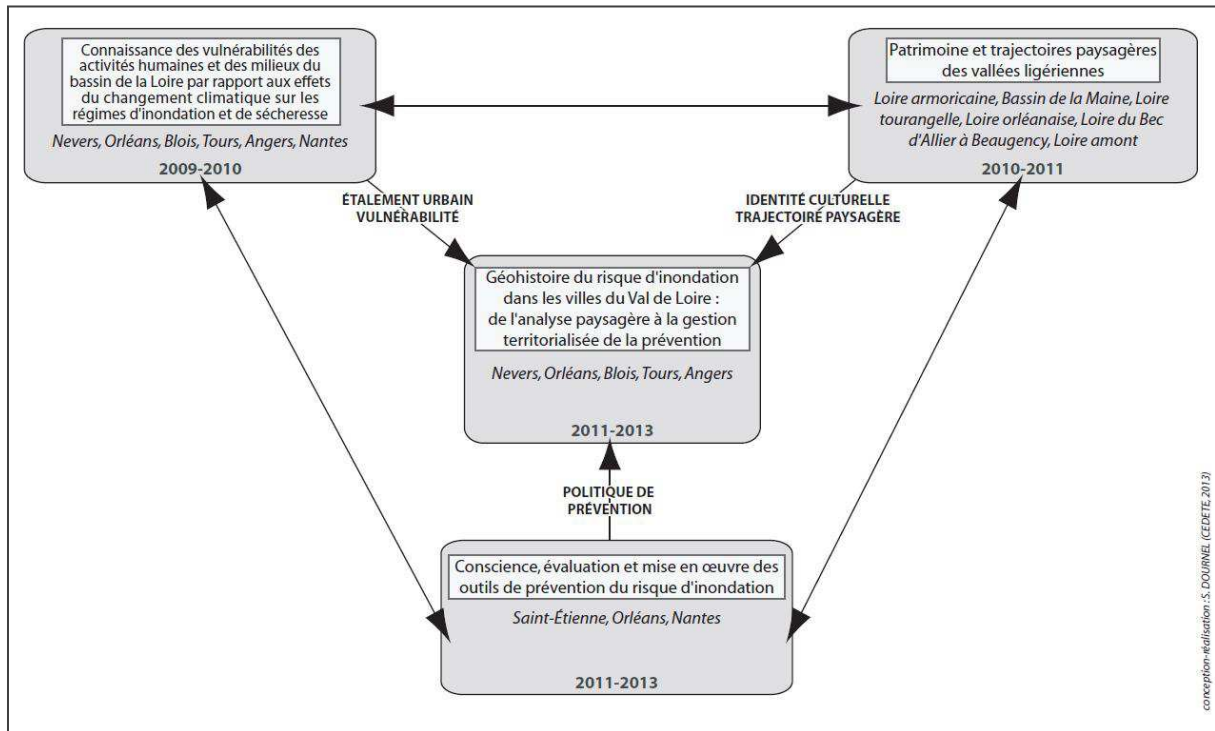 Connaissance des vulnérabilités des
activités humaines et des milieux du
bassin de la Loire par rapport aux effets
du changement climatique sur les
régimes d'inondation et de sécheresse
Nevers, Orléans, Blois, Tours, Angers, Nantes
2009-2010
Patrimoine et trajectoires paysagères
des vallées ligériennes
Loire armoricaine, Bassin de la Maine, Loire
tourangelle, Loire orléanaise, Loire du Bec
d'Allier à Beaugency, Loire amont
2010-2011
ÉTALEMENT URBAIN
VULNÉRABILITÉ
IDENTITÉ CULTURELLE
TRAJECTOIRE PAYSAGÈRE
Géohistoire du risque d'inondation
dans les villes du Val de Loire :
de l'analyse paysagère à la gestion
territorialisée de la prévention
Nevers, Orléans, Blois, Tours, Angers
2011-2013
POLITIQUE DE
PRÉVENTION
Conscience, évaluation et mise en œuvre des
outils de prévention du risque d'inondation
Saint-Étienne, Orléans, Nantes
2011-2013
conception-réalisation : S. DOURNEL (CEDETE, 2013)